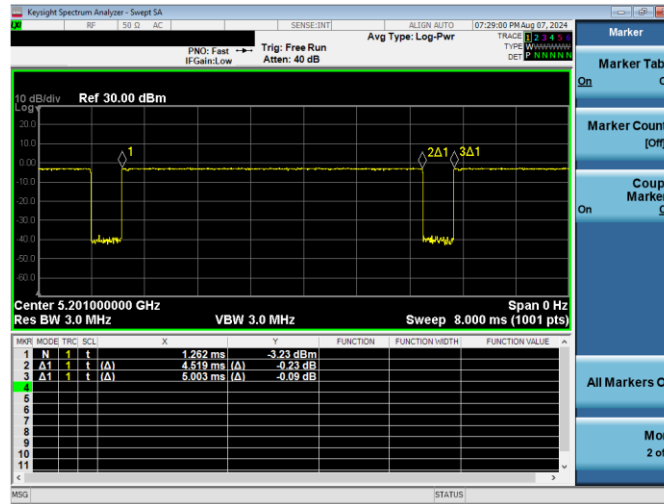 Keysight Spectrum Analyzer - Swept SA
RF 50 Ω AC SENSE:INT ALIGN AUTO 07:29:00 PM Aug 07, 2024
Marker
Avg Type: Log-Pwr TRACE 1 2 3 4 5 6
PNO: Fast Trig: Free Run TYPE WWWWWW
IFGain:Low Atten: 40 dB DET P NNNNN
Marker Tab
On
10 dB/div Ref 30.00 dBm
Log
20.0
10.0
0.00
-10.0
-20.0
-30.0
-40.0
-50.0
-60.0
1
2Δ1
3Δ1
Marker Count
[Off]
Coup
Marker
On
Center 5.201000000 GHz Span 0 Hz
Res BW 3.0 MHz VBW 3.0 MHz Sweep 8.000 ms (1001 pts)
MKR MODE TRC SCL X Y FUNCTION FUNCTION WIDTH FUNCTION VALUE
1 N 1 t 1.262 ms -3.23 dBm
2 Δ1 1 t (Δ) 4.519 ms (Δ) -0.23 dB
3 Δ1 1 t (Δ) 5.003 ms (Δ) -0.09 dB
4
5
6
7
8
9
10
11
All Markers O
Mo
2 of
MSG STATUS